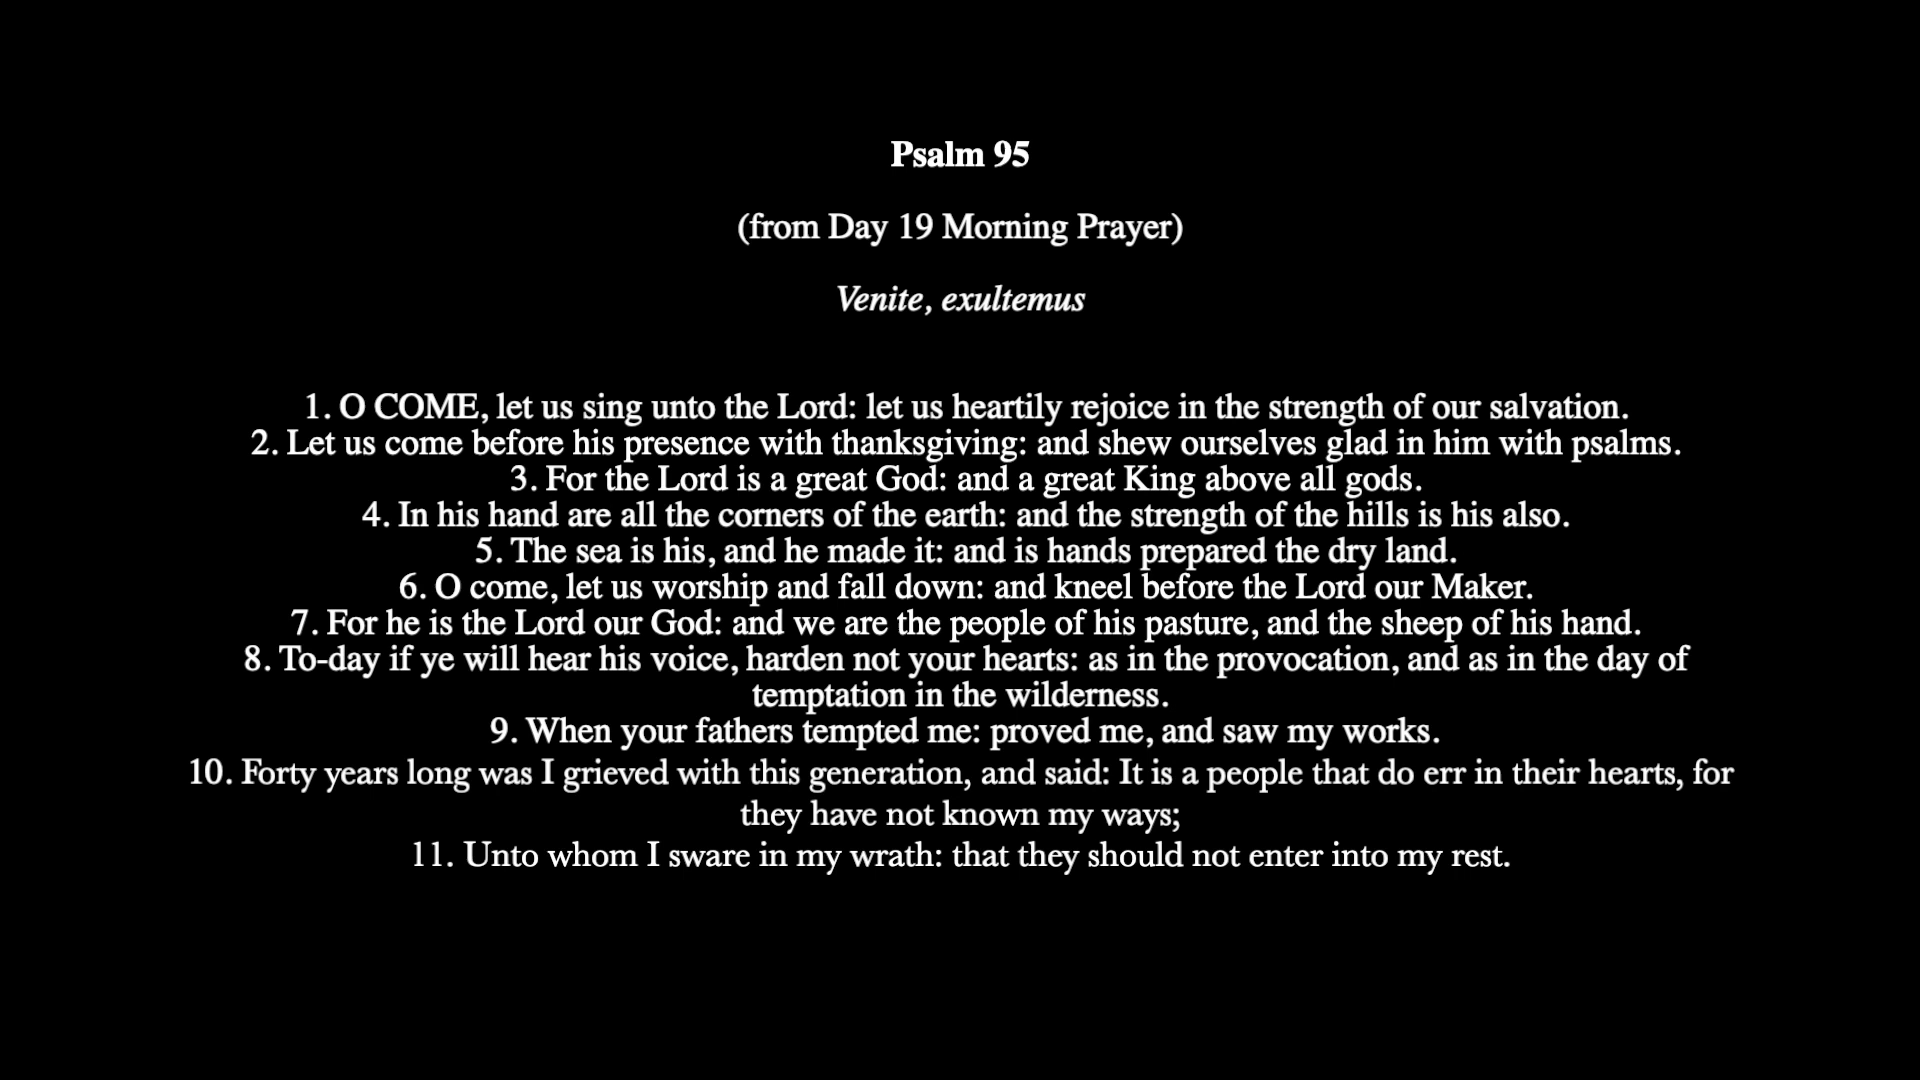 Psalm 95
(from Day 19 Morning Prayer)
Venite, exultemus
1. O COME, let us sing unto the Lord: let us heartily rejoice in the strength of our salvation.
2. Let us come before his presence with thanksgiving: and shew ourselves glad in him with psalms.
3. For the Lord is a great God: and a great King above all gods.
4. In his hand are all the corners of the earth: and the strength of the hills is his also.
5. The sea is his, and he made it: and is hands prepared the dry land.
6. O come, let us worship and fall down: and kneel before the Lord our Maker.
7. For he is the Lord our God: and we are the people of his pasture, and the sheep of his hand.
8. To-day if ye will hear his voice, harden not your hearts: as in the provocation, and as in the day of
temptation in the wilderness.
9. When your fathers tempted me: proved me, and saw my works.
10. Forty years long was I grieved with this generation, and said: It is a people that do err in their hearts, for
they have not known my ways;
11. Unto whom I sware in my wrath: that they should not enter into my rest.